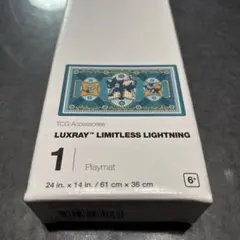 TCG Accessories
LUXRAY™ LIMITLESS LIGHTNING
1 Playmat
24 in. × 14 in. / 61 cm × 36 cm
6+